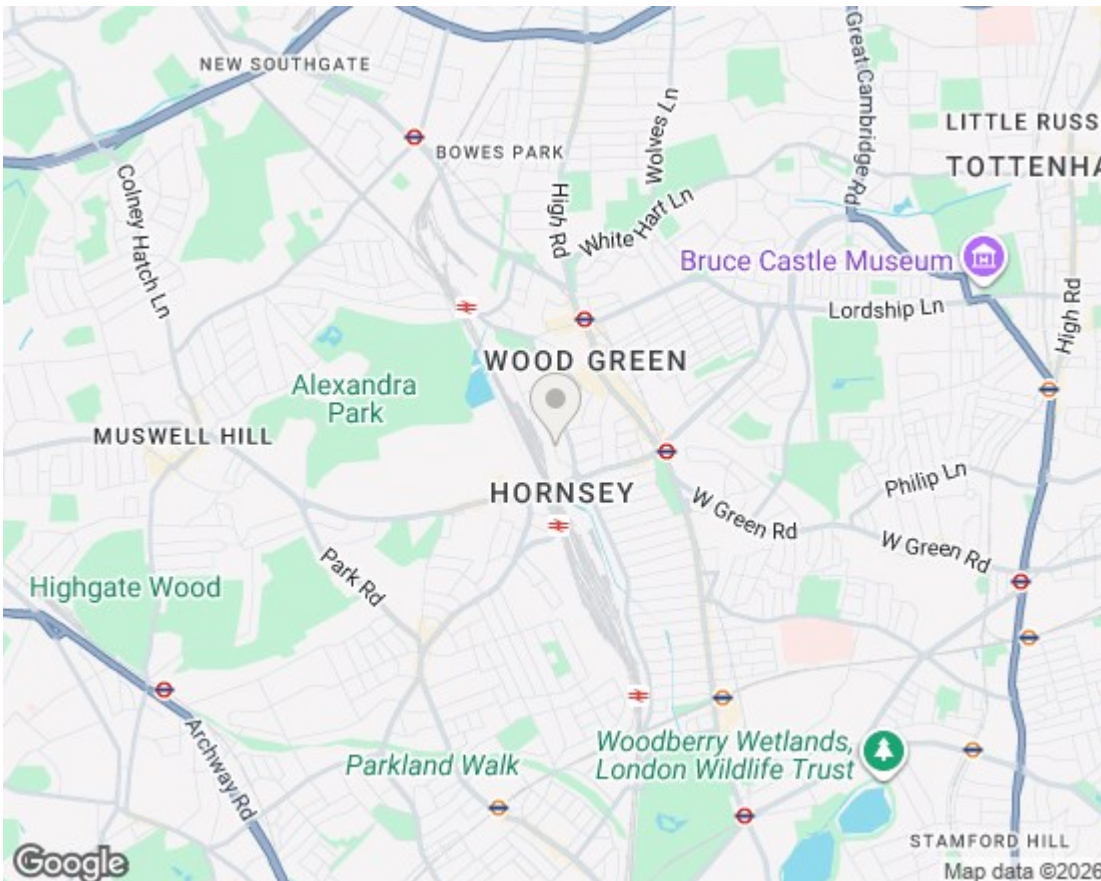 NEW SOUTHGATE
BOWES PARK
Wolves Ln
Great Cambridge Rd
LITTLE RUSS
TOTTENHA
Colney Hatch Ln
High Rd
White Hart Ln
Bruce Castle Museum
Lordship Ln
High Rd
WOOD GREEN
Alexandra
Park
MUSWELL HILL
HORNSEY
Philip Ln
W Green Rd
W Green Rd
Park Rd
Highgate Wood
Archway Rd
Parkland Walk
Woodberry Wetlands,
London Wildlife Trust
STAMFORD HILL
Google
Map data ©2026